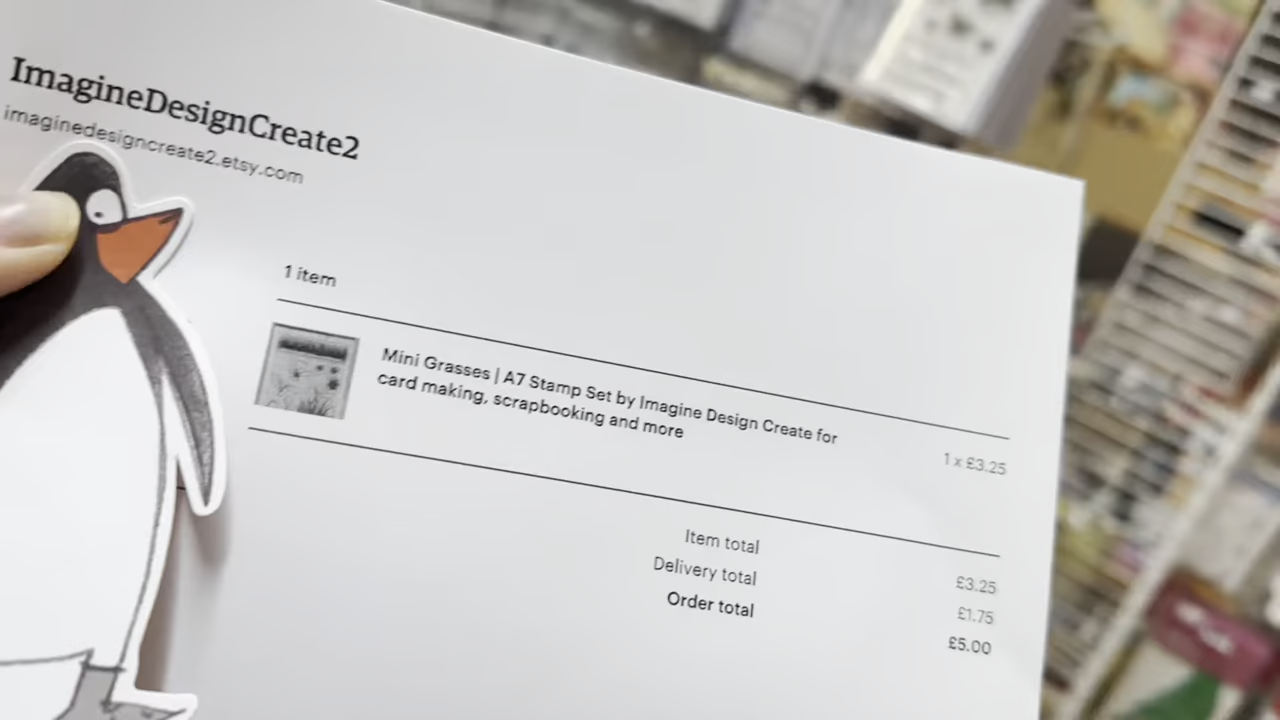 ImagineDesignCreate2
imaginedesigncreate2.etsy.com
1 item
Mini Grasses | A7 Stamp Set by Imagine Design Create for
card making, scrapbooking and more
1 x £3.25
Item total £3.25
Delivery total £1.75
Order total £5.00